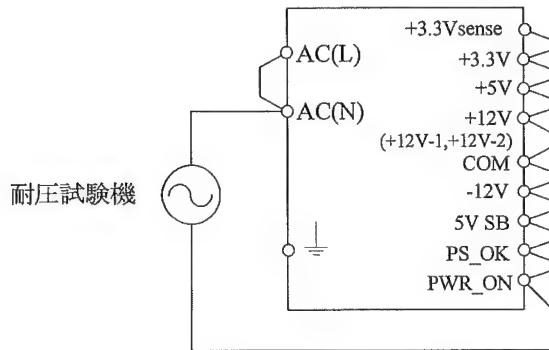 +3.3Vsense
AC(L)
+3.3V
+5V
AC(N)
+12V
(+12V-1,+12V-2)
COM
耐圧試験機
-12V
5V SB
PS_OK
PWR_ON